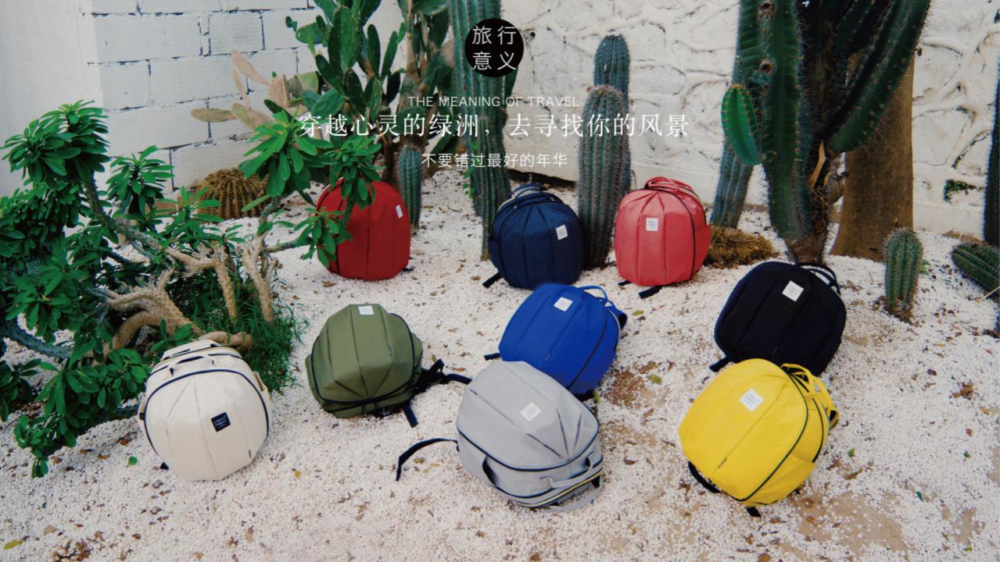 旅行
意义
THE MEANING OF TRAVEL
穿越心灵的绿洲，去寻找你的风景
不要错过最好的年华